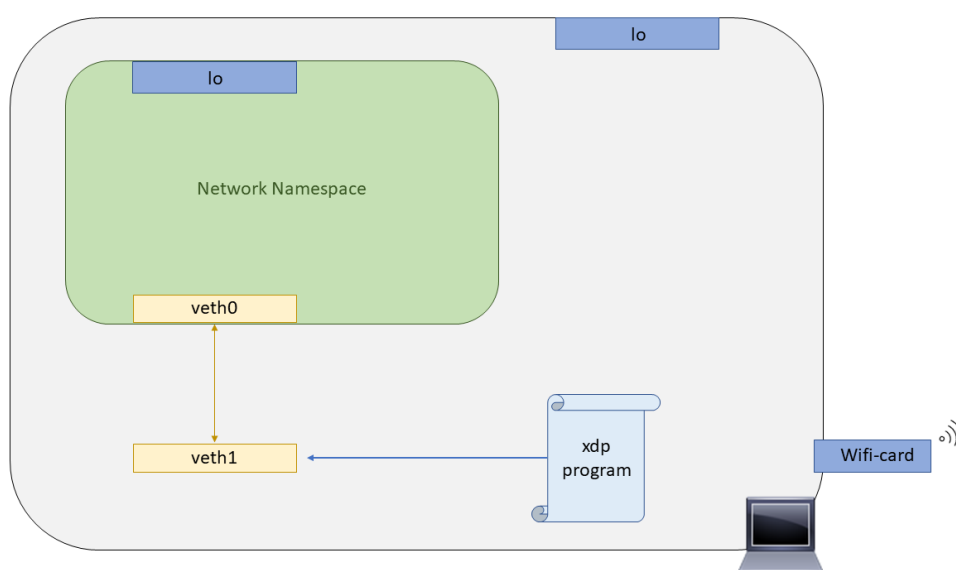 lo
lo
Network Namespace
veth0
veth1
xdp
program
Wifi-card